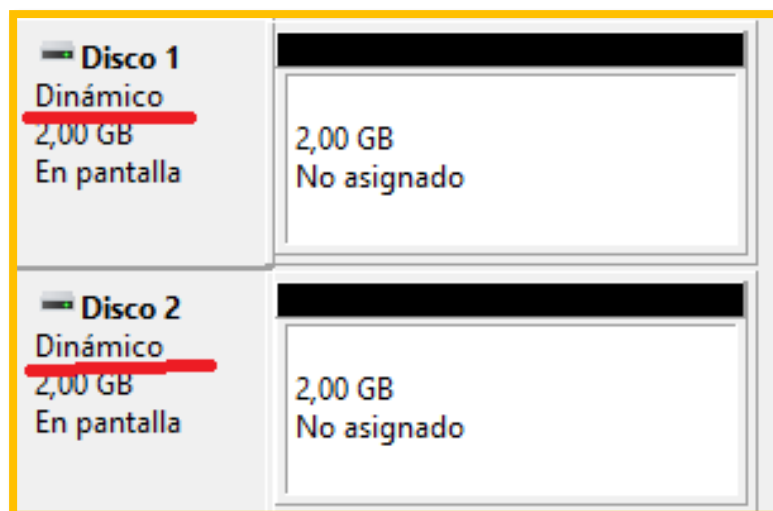 Disco 1
Dinámico
2,00 GB
En pantalla
2,00 GB
No asignado
Disco 2
Dinámico
2,00 GB
En pantalla
2,00 GB
No asignado